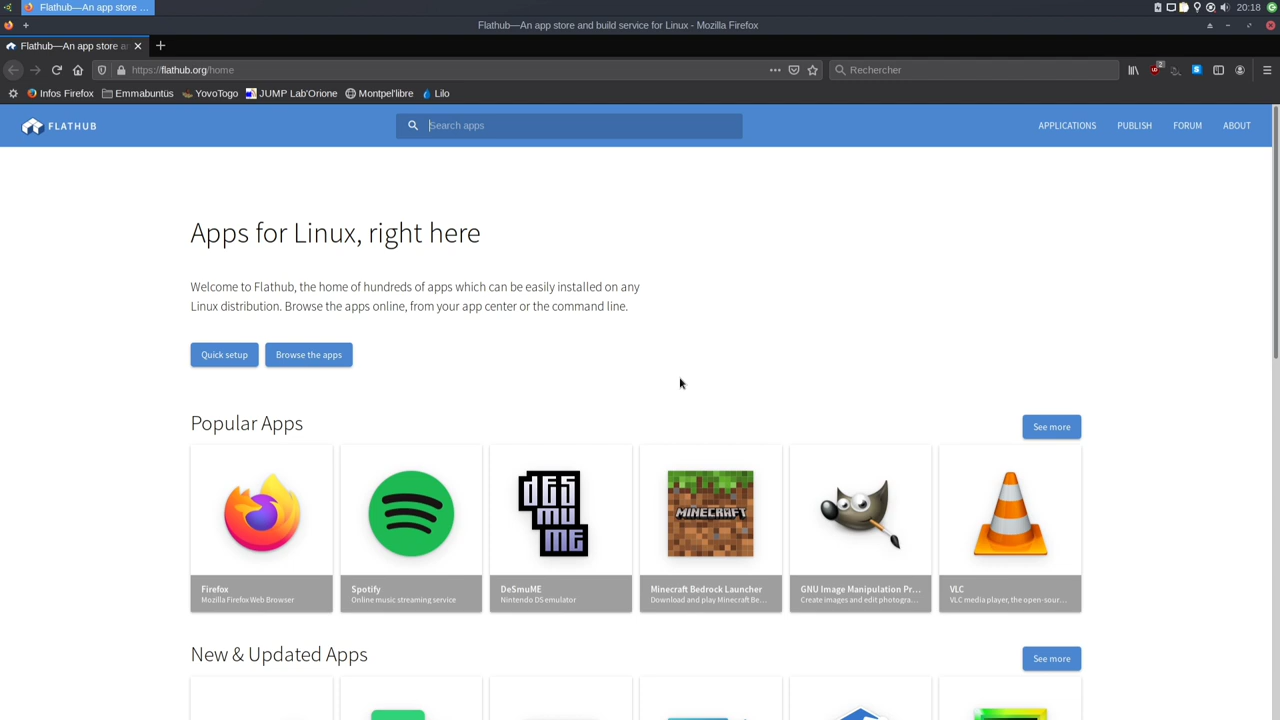 Flathub—An app store ...
20:18
Flathub—An app store and build service for Linux - Mozilla Firefox
Flathub—An app store a
https://flathub.org/home
Rechercher
Infos Firefox
Emmabuntüs
YovoTogo
JUMP Lab'Orione
Montpel'libre
Lilo
FLATHUB
Search apps
APPLICATIONS
PUBLISH
FORUM
ABOUT
Apps for Linux, right here
Welcome to Flathub, the home of hundreds of apps which can be easily installed on any
Linux distribution. Browse the apps online, from your app center or the command line.
Quick setup
Browse the apps
Popular Apps
See more
DES
MU
ME
MINECRAFT
Firefox
Mozilla Firefox Web Browser
Spotify
Online music streaming service
DeSmuME
Nintendo DS emulator
Minecraft Bedrock Launcher
Download and play Minecraft Be...
GNU Image Manipulation Pr...
Create images and edit photogra...
VLC
VLC media player, the open-sour...
New & Updated Apps
See more